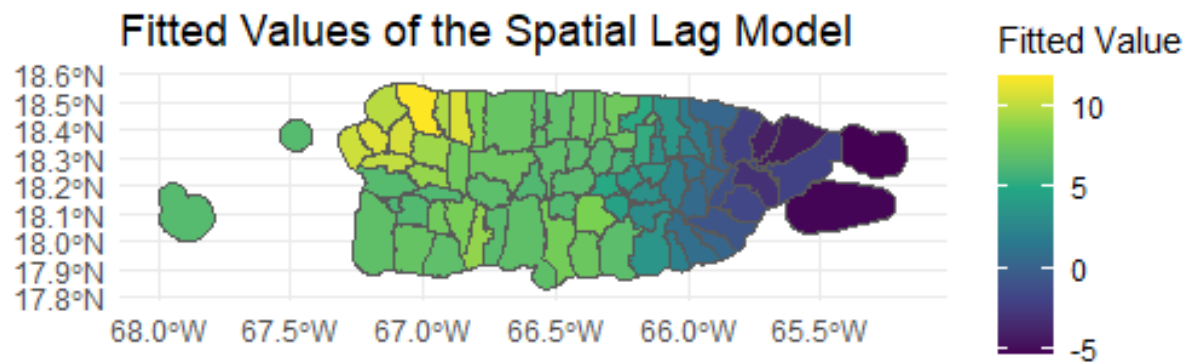 Fitted Values of the Spatial Lag Model
Fitted Value
18.6°N
18.5°N
18.4°N
18.3°N
18.2°N
18.1°N
18.0°N
17.9°N
17.8°N
68.0°W 67.5°W 67.0°W 66.5°W 66.0°W 65.5°W
10
5
0
-5